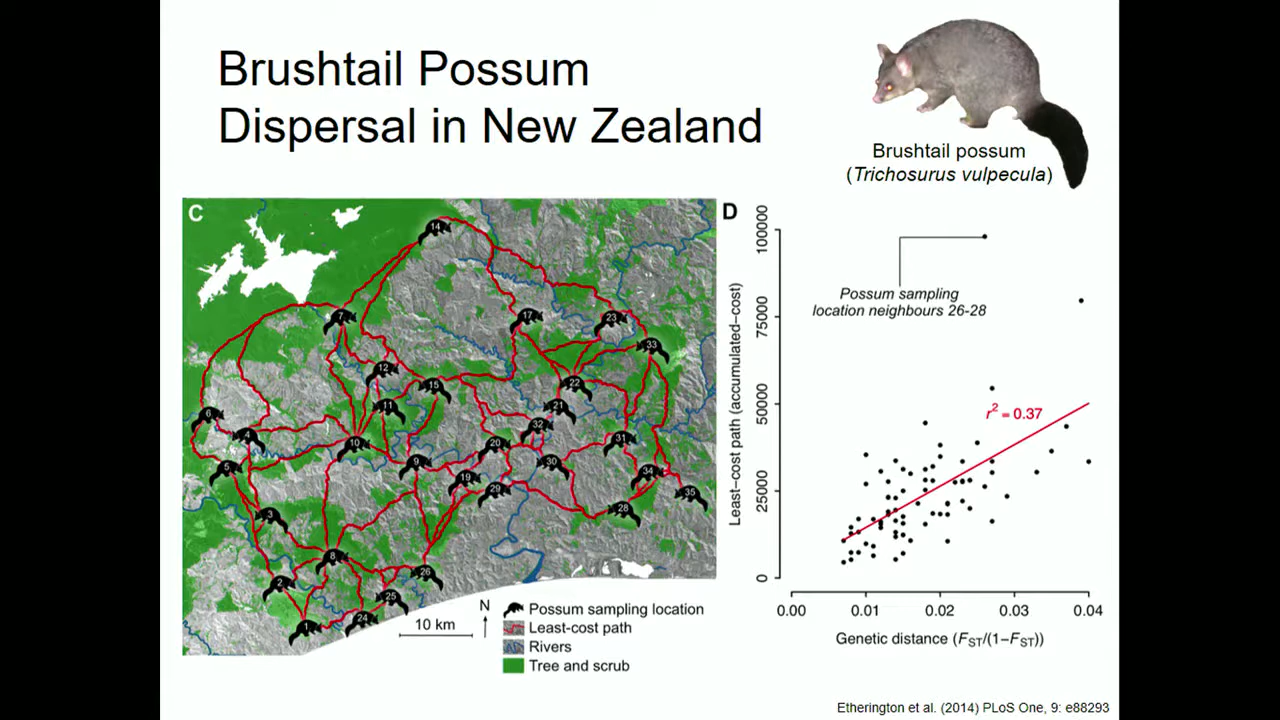 Brushtail Possum
Dispersal in New Zealand
Brushtail possum
(Trichosurus vulpecula)
C
14
7
17
23
33
12
15
22
11
21
6
32
4
10
20
31
5
9
30
34
19
29
35
28
3
8
26
2
25
24
1
10 km
N
Possum sampling location
Least-cost path
Rivers
Tree and scrub
D
Least−cost path (accumulated−cost)
100000
75000
50000
25000
0
Possum sampling
location neighbours 26-28
r² = 0.37
0.00 0.01 0.02 0.03 0.04
Genetic distance (FST/(1−FST))
Etherington et al. (2014) PLoS One, 9: e88293